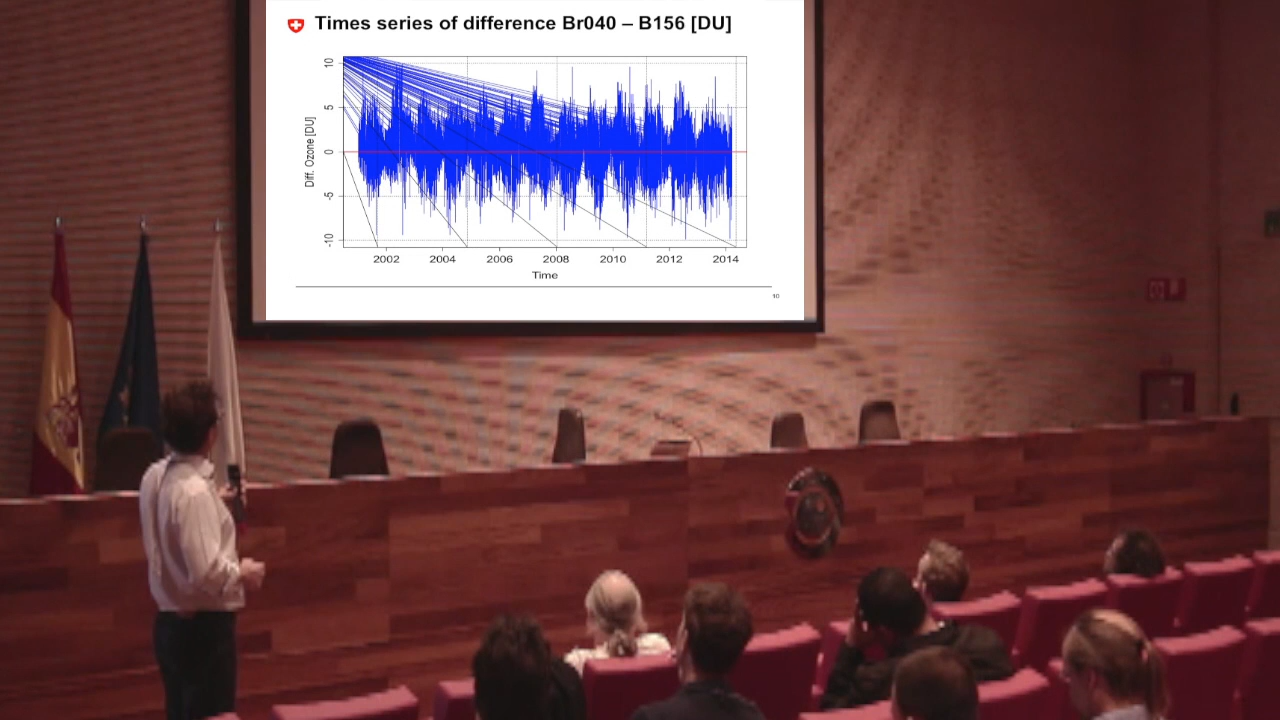 Times series of difference Br040 – B156 [DU]
10
5
0
-5
-10
Diff. Ozone [DU]
2002 2004 2006 2008 2010 2012 2014
Time
10